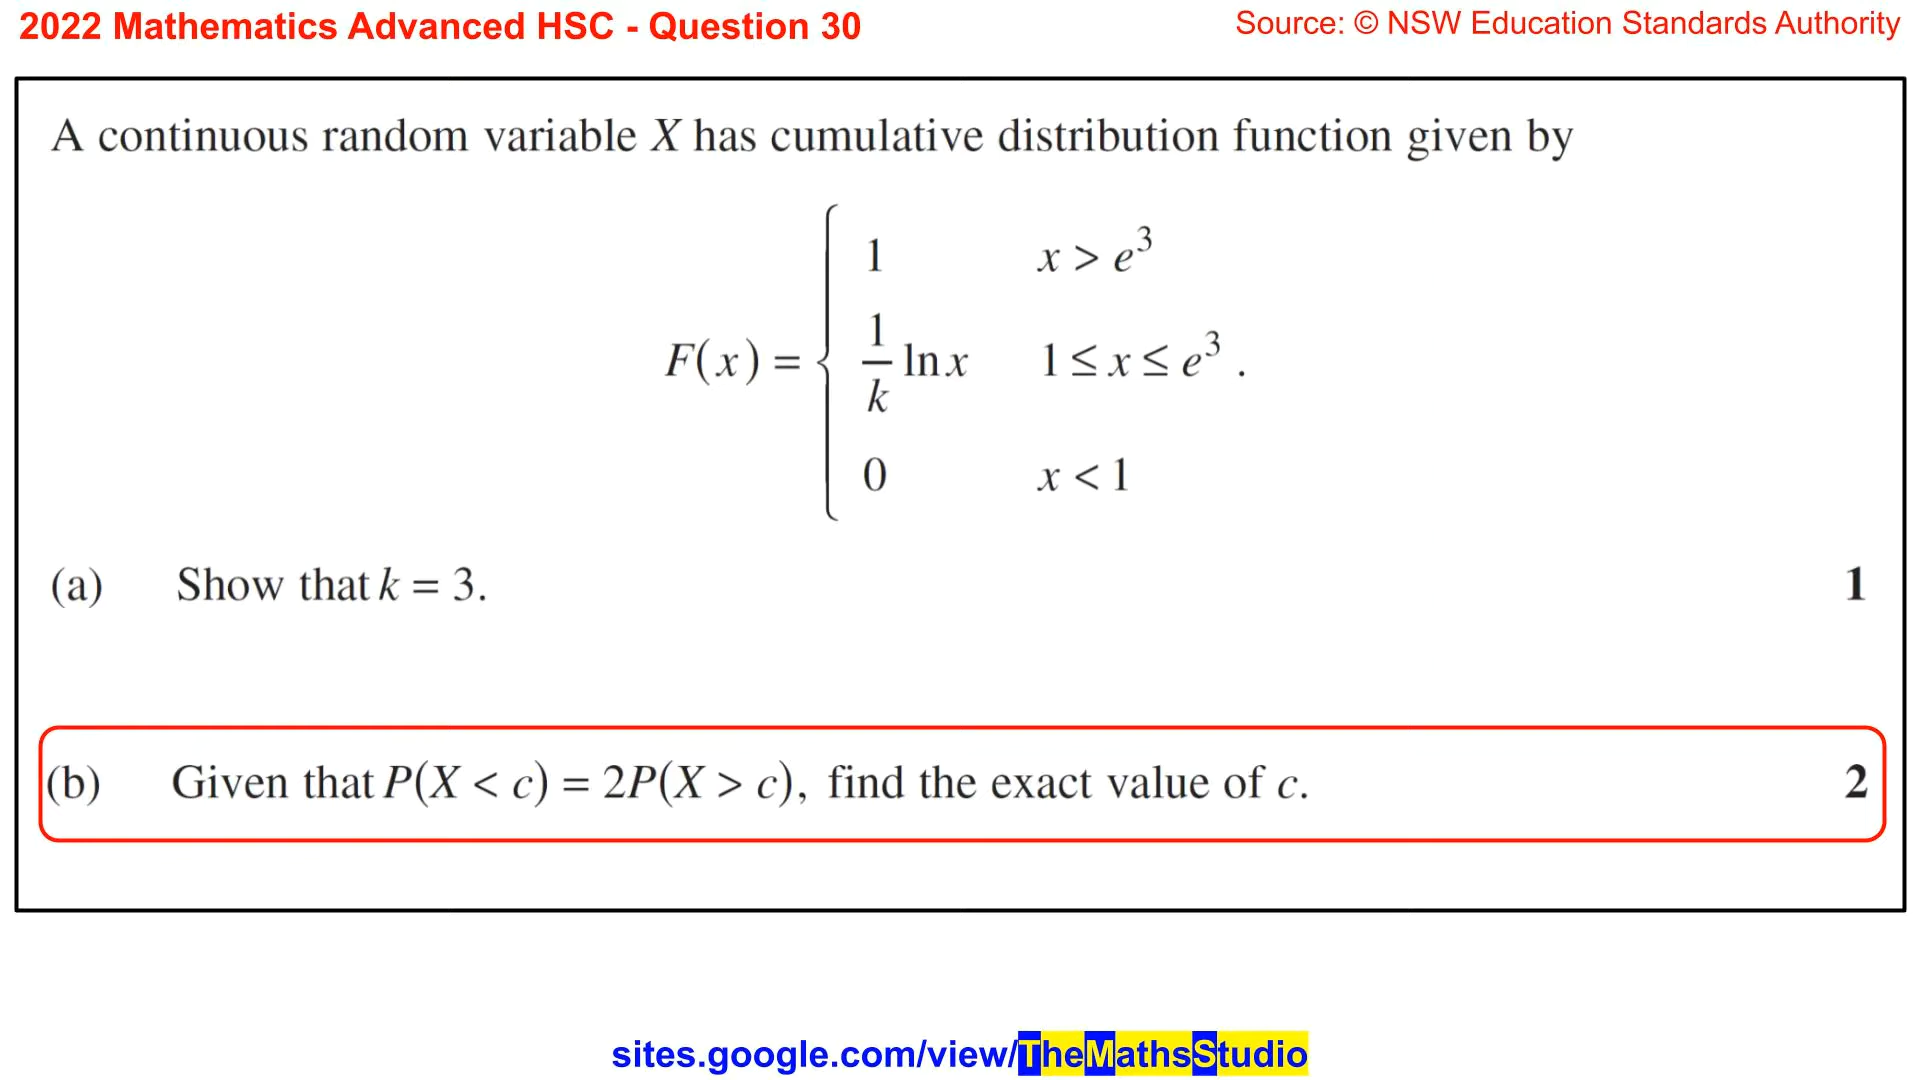 2022 Mathematics Advanced HSC - Question 30
Source: © NSW Education Standards Authority
A continuous random variable X has cumulative distribution function given by
1 x > e³
F(x) = { 1/k ln x 1 ≤ x ≤ e³ .
0 x < 1
(a) Show that k = 3. 1
(b) Given that P(X < c) = 2P(X > c), find the exact value of c. 2
sites.google.com/view/TheMathsStudio